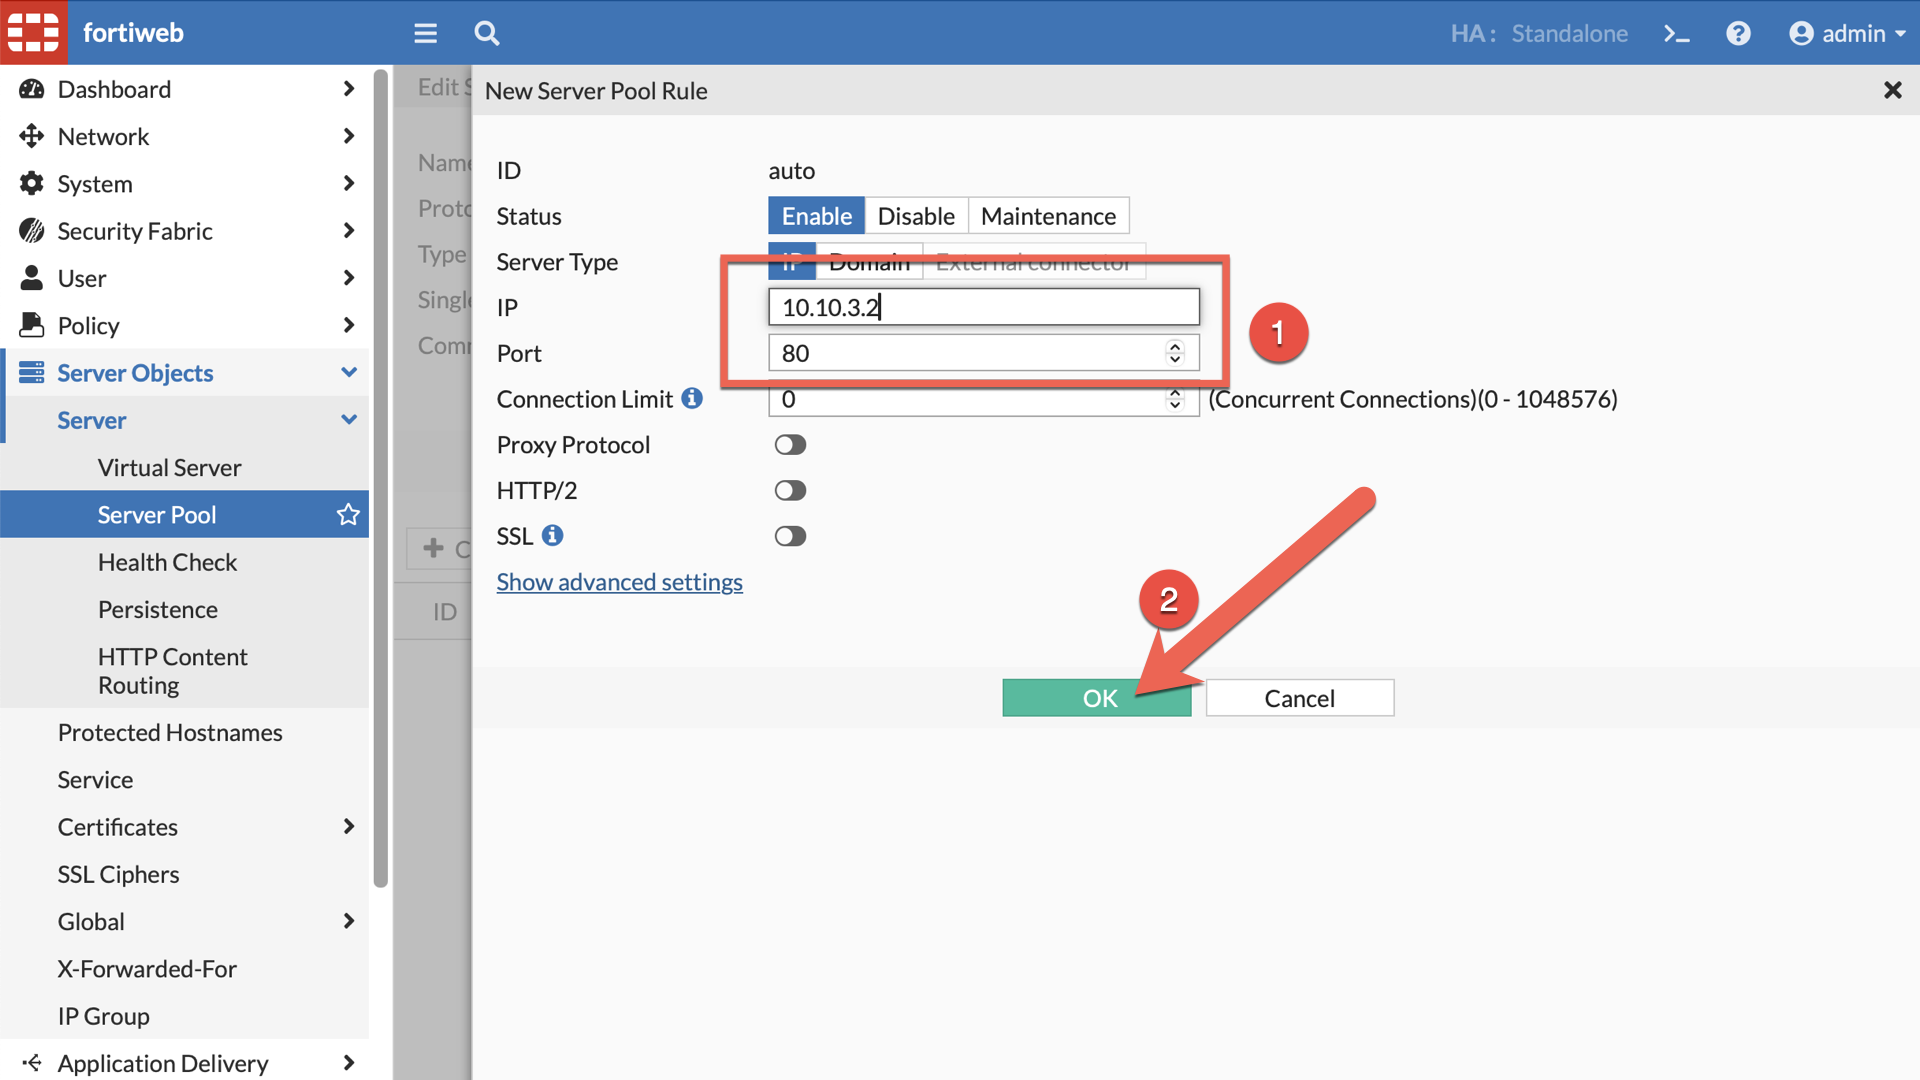 fortiweb
HA: Standalone
admin
Dashboard
Network
System
Security Fabric
User
Policy
Server Objects
Server
Virtual Server
Server Pool
Health Check
Persistence
HTTP Content
Routing
Protected Hostnames
Service
Certificates
SSL Ciphers
Global
X-Forwarded-For
IP Group
Application Delivery
Edit S
Name
Proto
Type
Single
Comm
C
ID
New Server Pool Rule
ID auto
Status Enable Disable Maintenance
Server Type IP Domain External connector
IP 10.10.3.2
Port 80
1
Connection Limit 0 (Concurrent Connections)(0 - 1048576)
Proxy Protocol
HTTP/2
SSL
Show advanced settings
2
OK Cancel